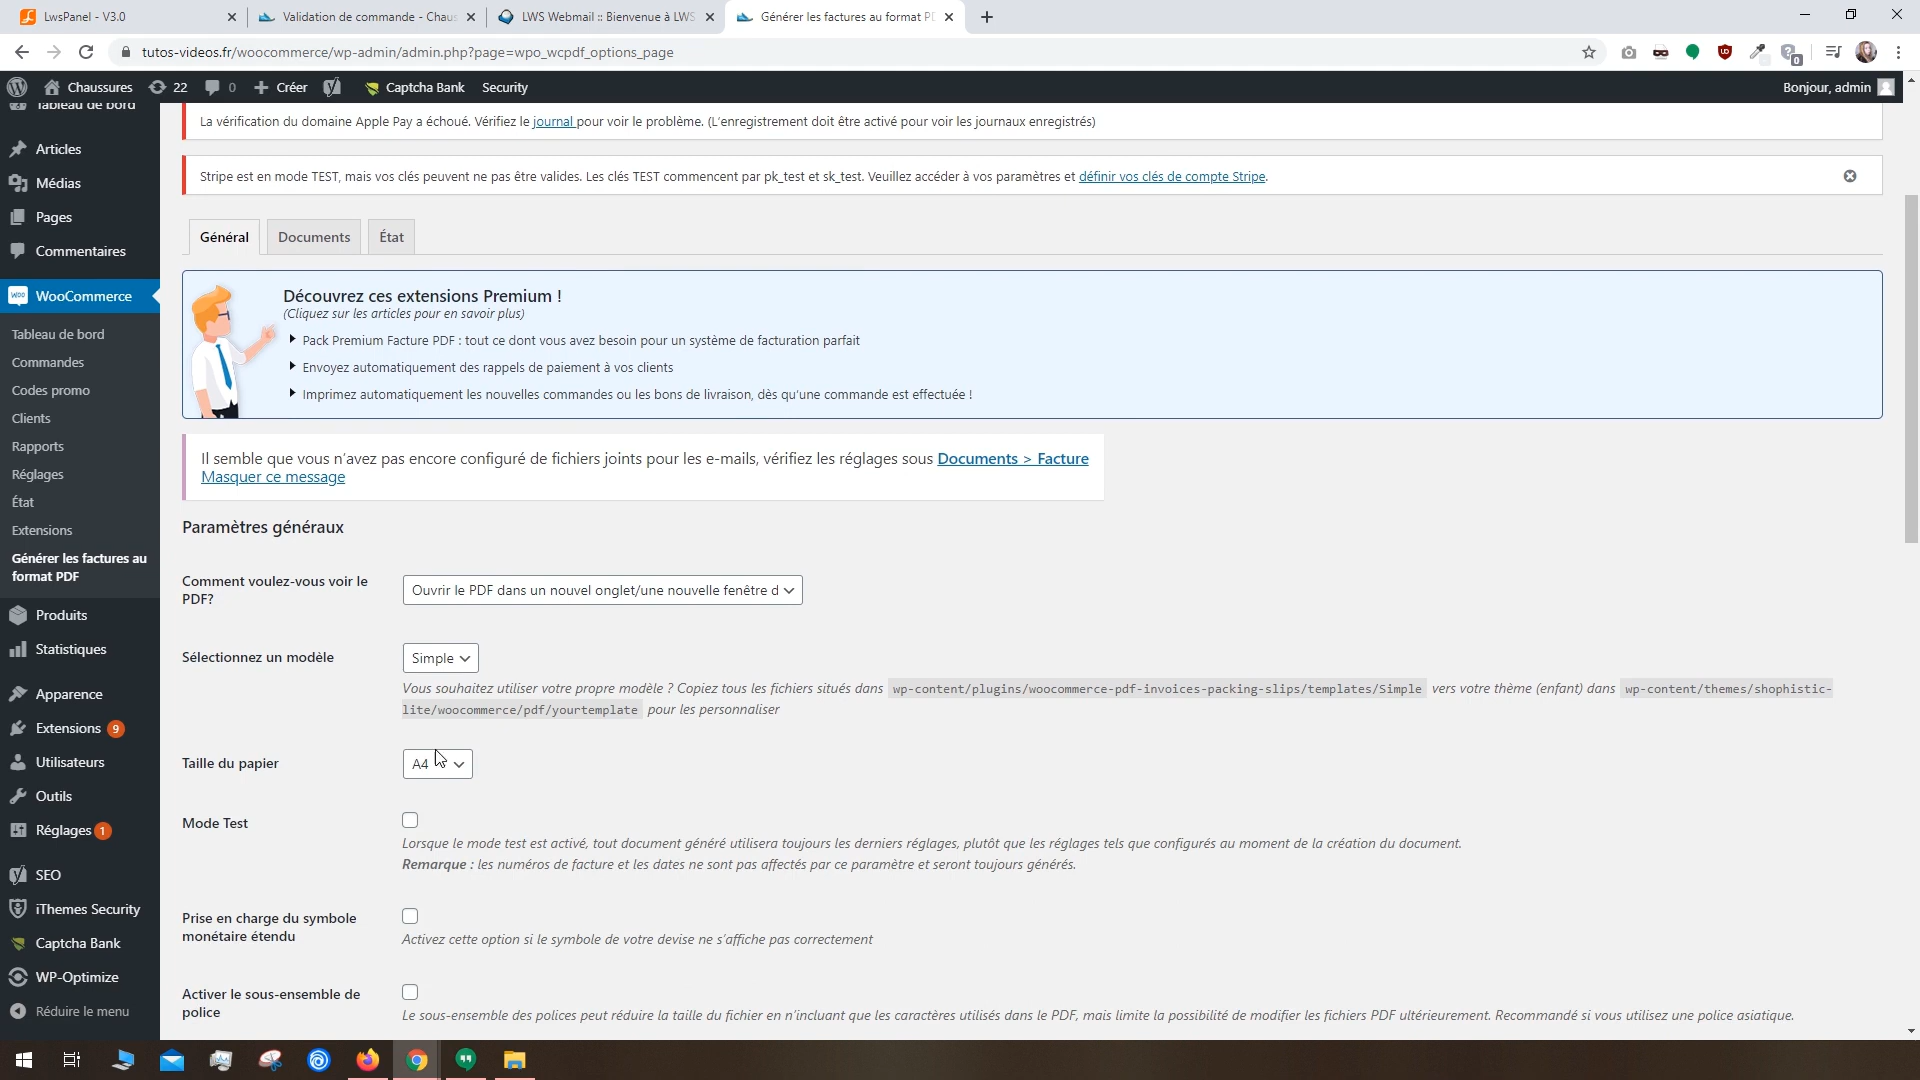 LwsPanel - V3.0
Validation de commande - Chaus
LWS Webmail :: Bienvenue à LWS
Générer les factures au format PD
tutos-videos.fr/woocommerce/wp-admin/admin.php?page=wpo_wcpdf_options_page
Chaussures
22
0
Créer
Captcha Bank
Security
Bonjour, admin
Tableau de bord
Articles
Médias
Pages
Commentaires
WooCommerce
Tableau de bord
Commandes
Codes promo
Clients
Rapports
Réglages
État
Extensions
Générer les factures au
format PDF
Produits
Statistiques
Apparence
Extensions 9
Utilisateurs
Outils
Réglages 1
SEO
iThemes Security
Captcha Bank
WP-Optimize
Réduire le menu
La vérification du domaine Apple Pay a échoué. Vérifiez le journal pour voir le problème. (L'enregistrement doit être activé pour voir les journaux enregistrés)
Stripe est en mode TEST, mais vos clés peuvent ne pas être valides. Les clés TEST commencent par pk_test et sk_test. Veuillez accéder à vos paramètres et définir vos clés de compte Stripe.
Général
Documents
État
Découvrez ces extensions Premium !
(Cliquez sur les articles pour en savoir plus)
Pack Premium Facture PDF : tout ce dont vous avez besoin pour un système de facturation parfait
Envoyez automatiquement des rappels de paiement à vos clients
Imprimez automatiquement les nouvelles commandes ou les bons de livraison, dès qu'une commande est effectuée !
Il semble que vous n'avez pas encore configuré de fichiers joints pour les e-mails, vérifiez les réglages sous Documents > Facture
Masquer ce message
Paramètres généraux
Comment voulez-vous voir le
PDF?
Ouvrir le PDF dans un nouvel onglet/une nouvelle fenêtre d
Sélectionnez un modèle
Simple
Vous souhaitez utiliser votre propre modèle ? Copiez tous les fichiers situés dans wp-content/plugins/woocommerce-pdf-invoices-packing-slips/templates/Simple vers votre thème (enfant) dans wp-content/themes/shophistic-
lite/woocommerce/pdf/yourtemplate pour les personnaliser
Taille du papier
A4
Mode Test
Lorsque le mode test est activé, tout document généré utilisera toujours les derniers réglages, plutôt que les réglages tels que configurés au moment de la création du document.
Remarque : les numéros de facture et les dates ne sont pas affectés par ce paramètre et seront toujours générés.
Prise en charge du symbole
monétaire étendu
Activez cette option si le symbole de votre devise ne s'affiche pas correctement
Activer le sous-ensemble de
police
Le sous-ensemble des polices peut réduire la taille du fichier en n'incluant que les caractères utilisés dans le PDF, mais limite la possibilité de modifier les fichiers PDF ultérieurement. Recommandé si vous utilisez une police asiatique.